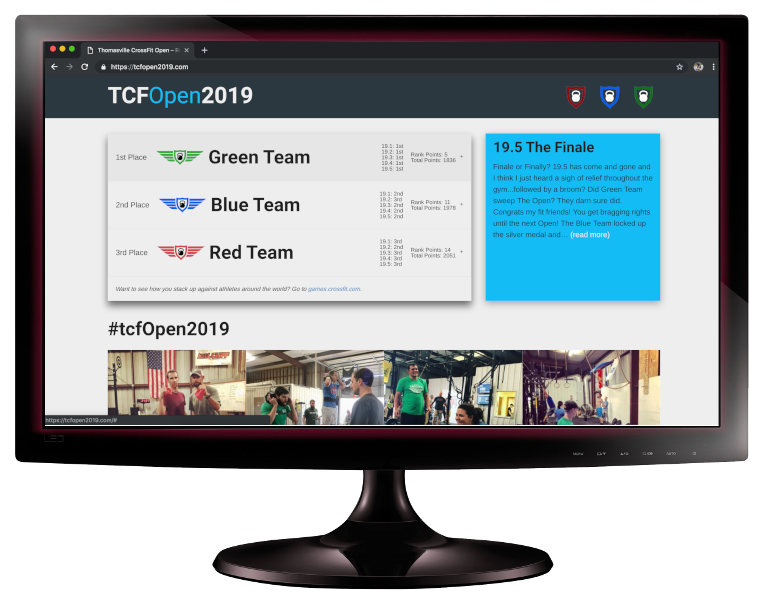 Thomasville CrossFit Open – R
https://tcfopen2019.com
TCFOpen2019
1st Place
Green Team
19.1: 1st
19.2: 1st
19.3: 1st
19.4: 1st
19.5: 1st
Rank Points: 5
Total Points: 1836
+
2nd Place
Blue Team
19.1: 2nd
19.2: 3rd
19.3: 2nd
19.4: 2nd
19.5: 2nd
Rank Points: 11
Total Points: 1978
+
3rd Place
Red Team
19.1: 3rd
19.2: 2nd
19.3: 3rd
19.4: 3rd
19.5: 3rd
Rank Points: 14
Total Points: 2051
+
Want to see how you stack up against athletes around the world? Go to games.crossfit.com.
19.5 The Finale
Finale or Finally? 19.5 has come and gone and
I think I just heard a sigh of relief throughout the
gym...followed by a broom? Did Green Team
sweep The Open? They darn sure did.
Congrats my fit friends! You get bragging rights
until the next Open! The Blue Team locked up
the silver medal and... (read more)
#tcfOpen2019
https://tcfopen2019.com/#
MENU
AUTO